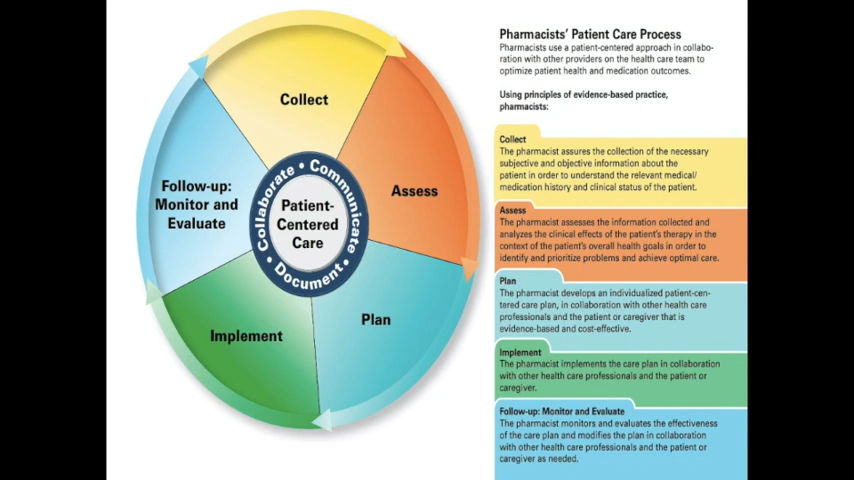 Collect
Assess
Plan
Implement
Follow-up:
Monitor and
Evaluate
Collaborate • Communicate • Document •
Patient-
Centered
Care
Pharmacists' Patient Care Process
Pharmacists use a patient-centered approach in collabo-
ration with other providers on the health care team to
optimize patient health and medication outcomes.
Using principles of evidence-based practice,
pharmacists:
Collect
The pharmacist assures the collection of the necessary
subjective and objective information about the
patient in order to understand the relevant medical/
medication history and clinical status of the patient.
Assess
The pharmacist assesses the information collected and
analyzes the clinical effects of the patient's therapy in the
context of the patient's overall health goals in order to
identify and prioritize problems and achieve optimal care.
Plan
The pharmacist develops an individualized patient-cen-
tered care plan, in collaboration with other health care
professionals and the patient or caregiver that is
evidence-based and cost-effective.
Implement
The pharmacist implements the care plan in collaboration
with other health care professionals and the patient or
caregiver.
Follow-up: Monitor and Evaluate
The pharmacist monitors and evaluates the effectiveness
of the care plan and modifies the plan in collaboration
with other health care professionals and the patient or
caregiver as needed.